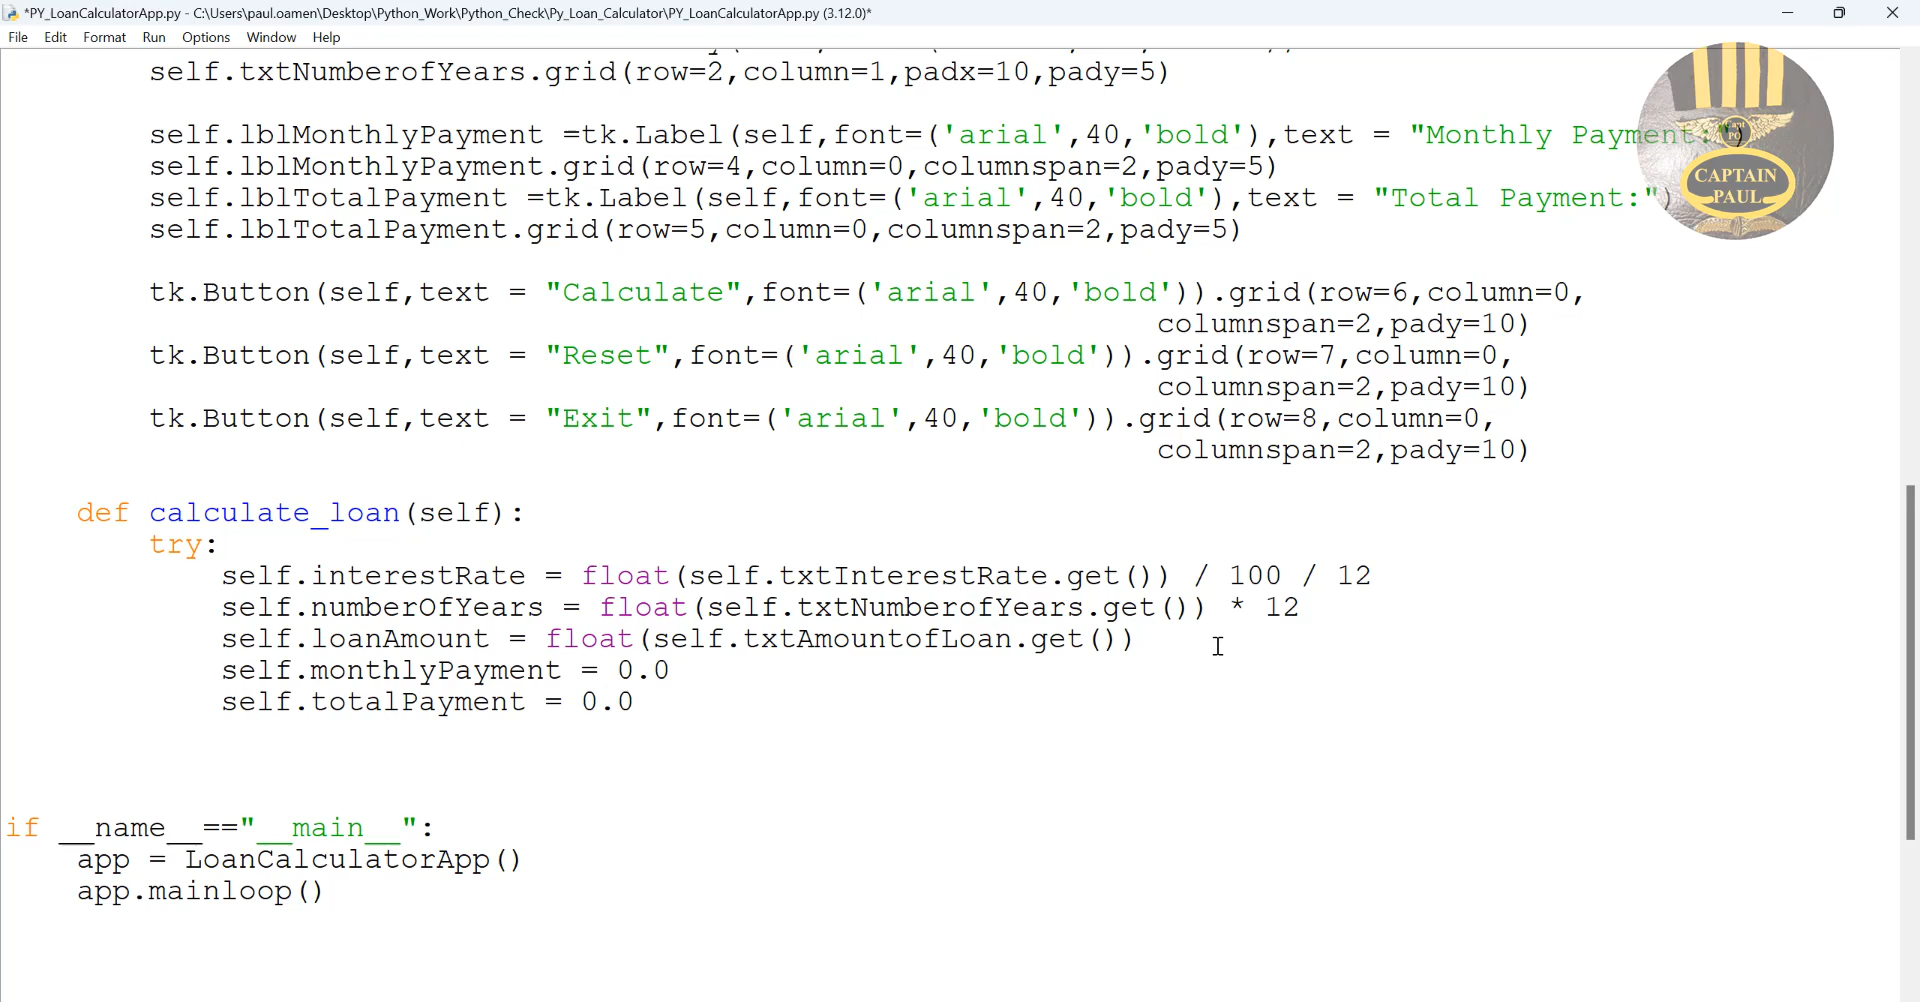 *PY_LoanCalculatorApp.py - C:\Users\paul.oamen\Desktop\Python_Work\Python_Check\Py_Loan_Calculator\PY_LoanCalculatorApp.py (3.12.0)*
File Edit Format Run Options Window Help
self.txtNumberofYears.grid(row=2,column=1,padx=10,pady=5)
self.lblMonthlyPayment =tk.Label(self,font=('arial',40,'bold'),text = "Monthly Payment:")
self.lblMonthlyPayment.grid(row=4,column=0,columnspan=2,pady=5)
self.lblTotalPayment =tk.Label(self,font=('arial',40,'bold'),text = "Total Payment:")
self.lblTotalPayment.grid(row=5,column=0,columnspan=2,pady=5)
Capt
PO
CAPTAIN
PAUL
tk.Button(self,text = "Calculate",font=('arial',40,'bold')).grid(row=6,column=0,
columnspan=2,pady=10)
tk.Button(self,text = "Reset",font=('arial',40,'bold')).grid(row=7,column=0,
columnspan=2,pady=10)
tk.Button(self,text = "Exit",font=('arial',40,'bold')).grid(row=8,column=0,
columnspan=2,pady=10)
def calculate_loan(self):
try:
self.interestRate = float(self.txtInterestRate.get()) / 100 / 12
self.numberOfYears = float(self.txtNumberofYears.get()) * 12
self.loanAmount = float(self.txtAmountofLoan.get())
self.monthlyPayment = 0.0
self.totalPayment = 0.0
if __name__=="__main__":
app = LoanCalculatorApp()
app.mainloop()